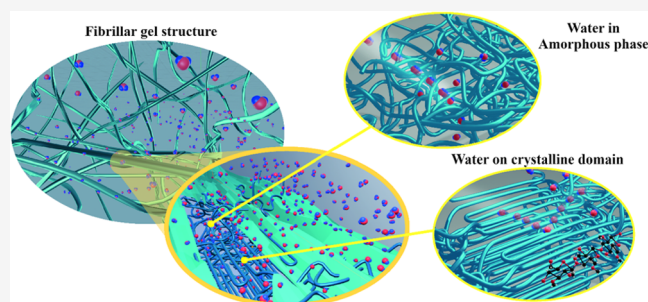 Fibrillar gel structure
Water in
Amorphous phase
Water on crystalline domain